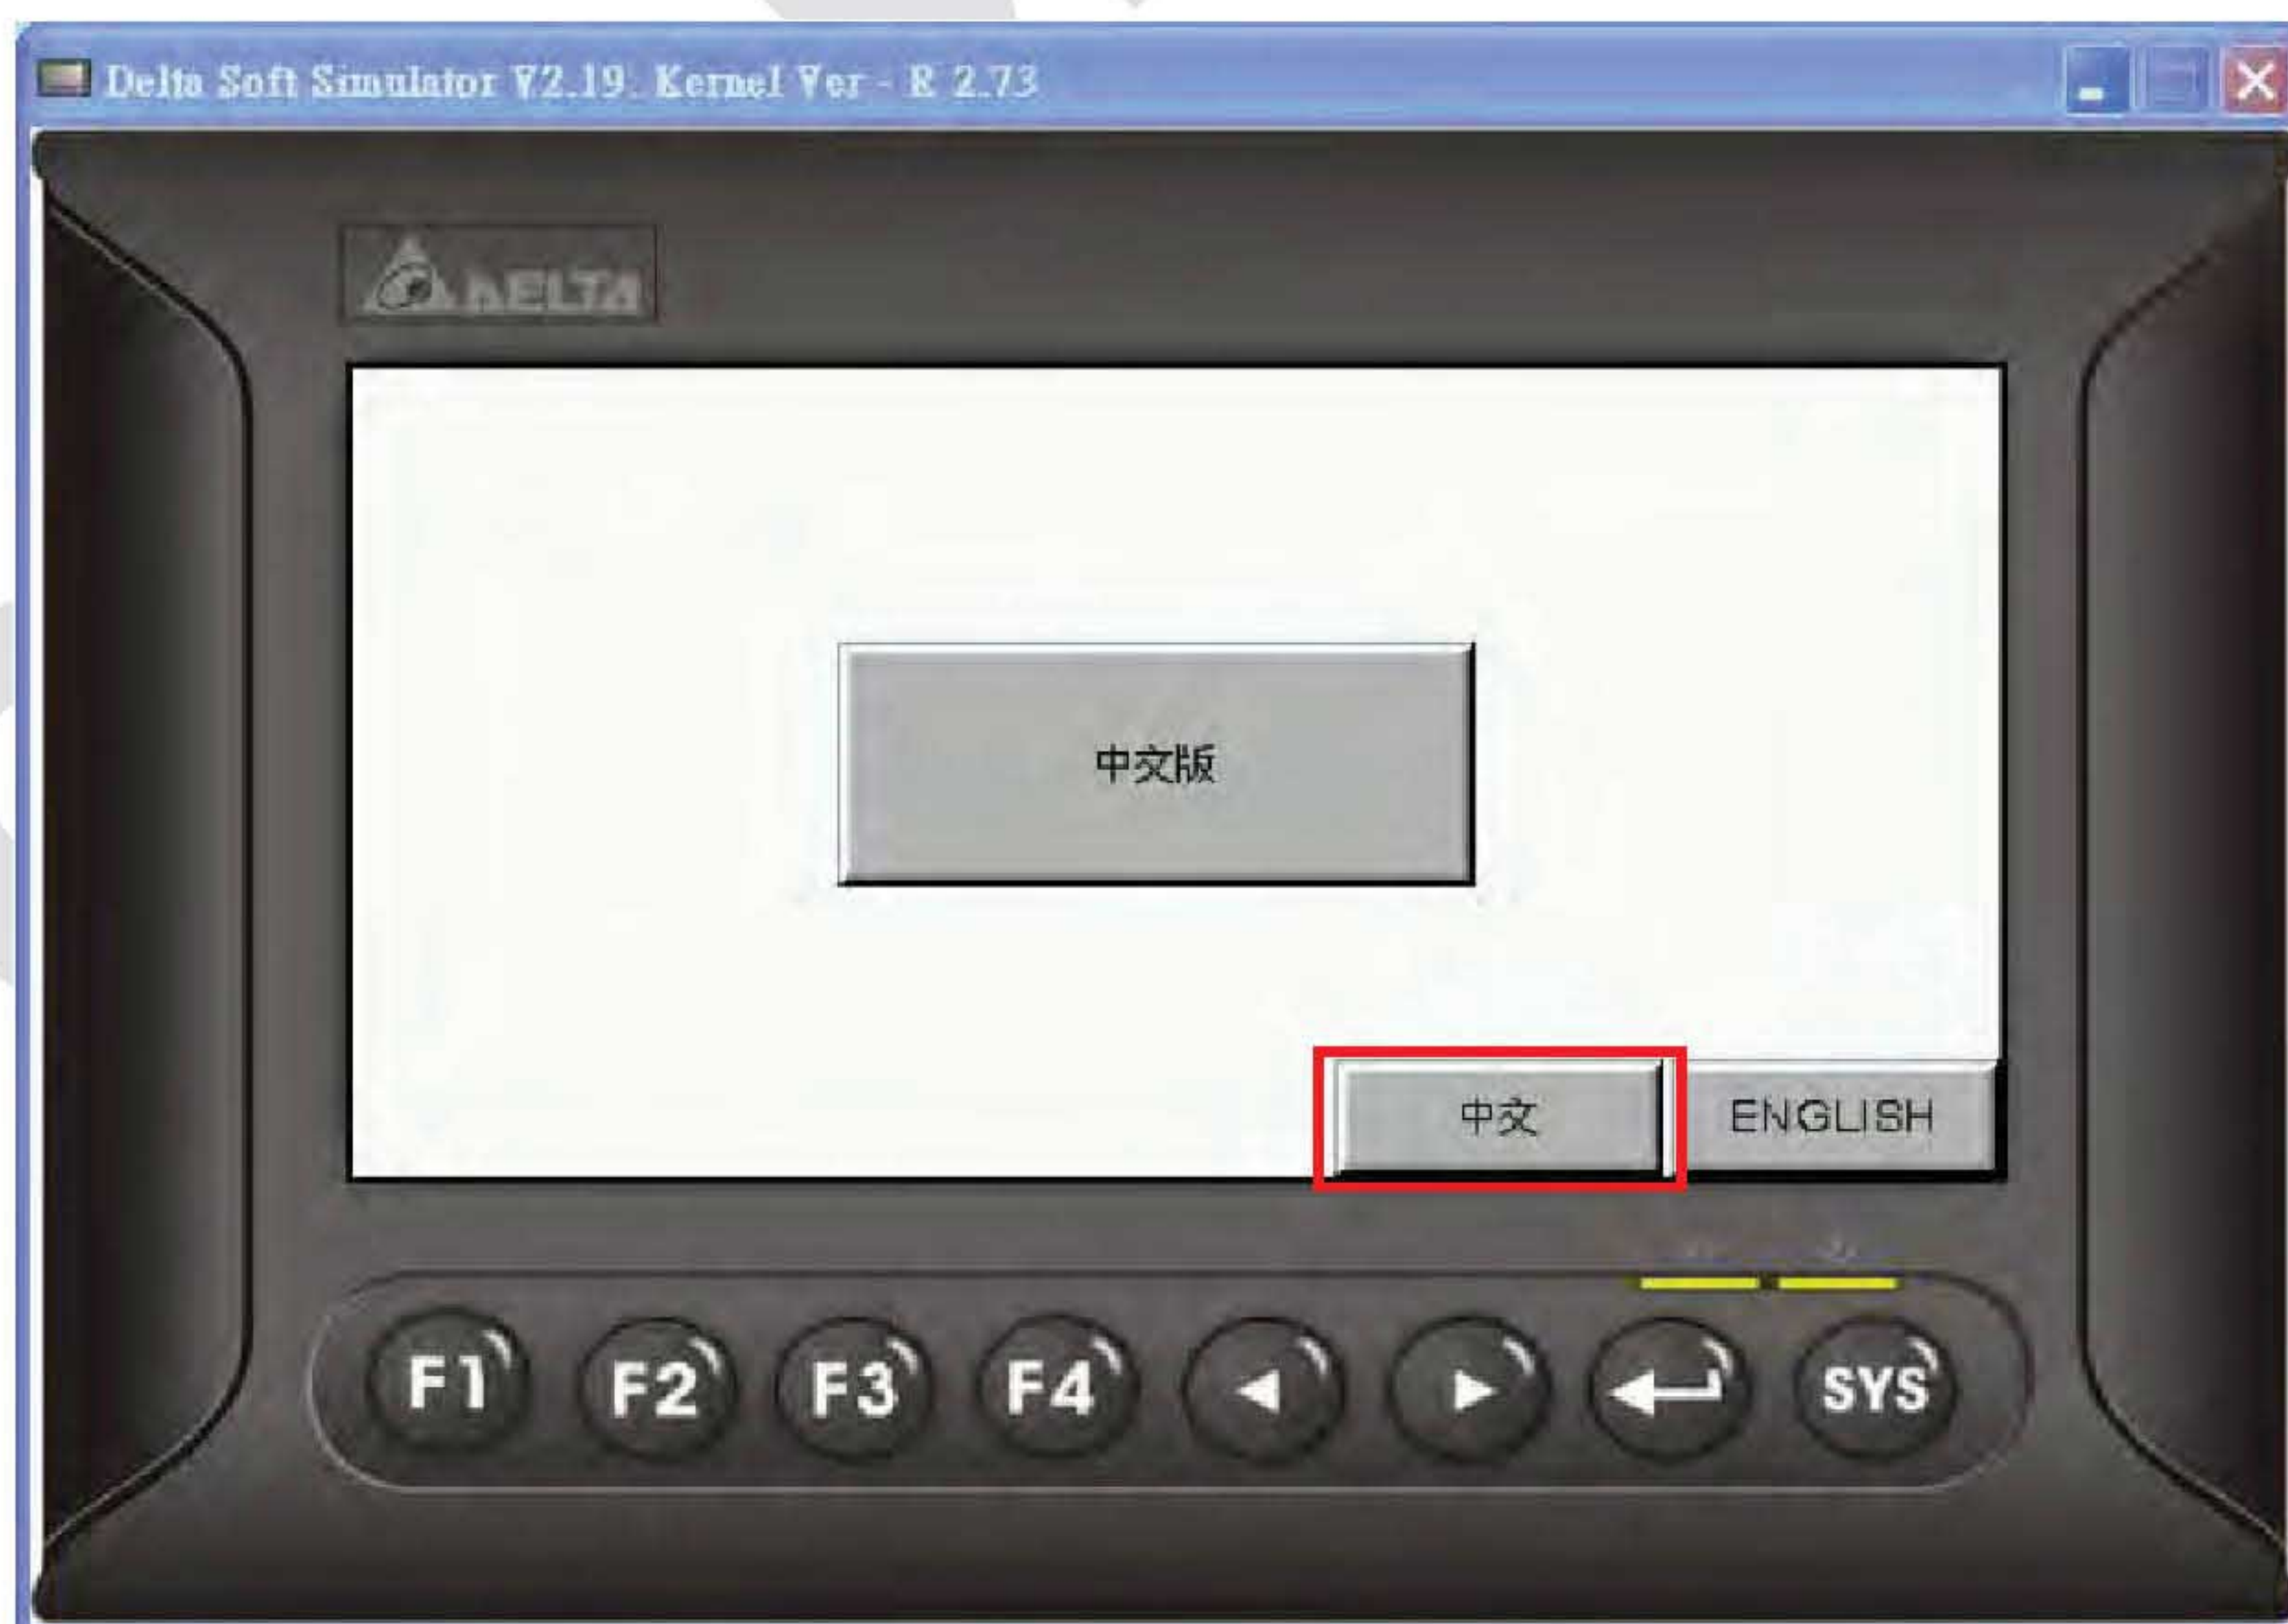 Delta Soft Simulator V2.19. Kernel Ver - R 2.73
DELTA
中文版
中文 ENGLISH
F1 F2 F3 F4 SYS